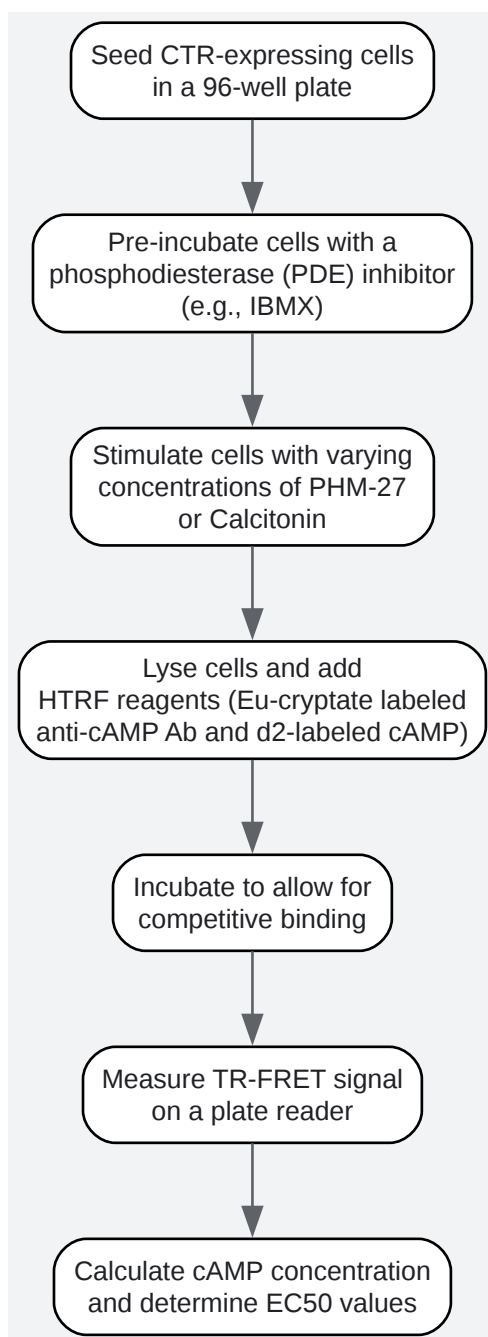 Seed CTR-expressing cells
in a 96-well plate
Pre-incubate cells with a
phosphodiesterase (PDE) inhibitor
(e.g., IBMX)
Stimulate cells with varying
concentrations of PHM-27
or Calcitonin
Lyse cells and add
HTRF reagents (Eu-cryptate labeled
anti-cAMP Ab and d2-labeled cAMP)
Incubate to allow for
competitive binding
Measure TR-FRET signal
on a plate reader
Calculate cAMP concentration
and determine EC50 values